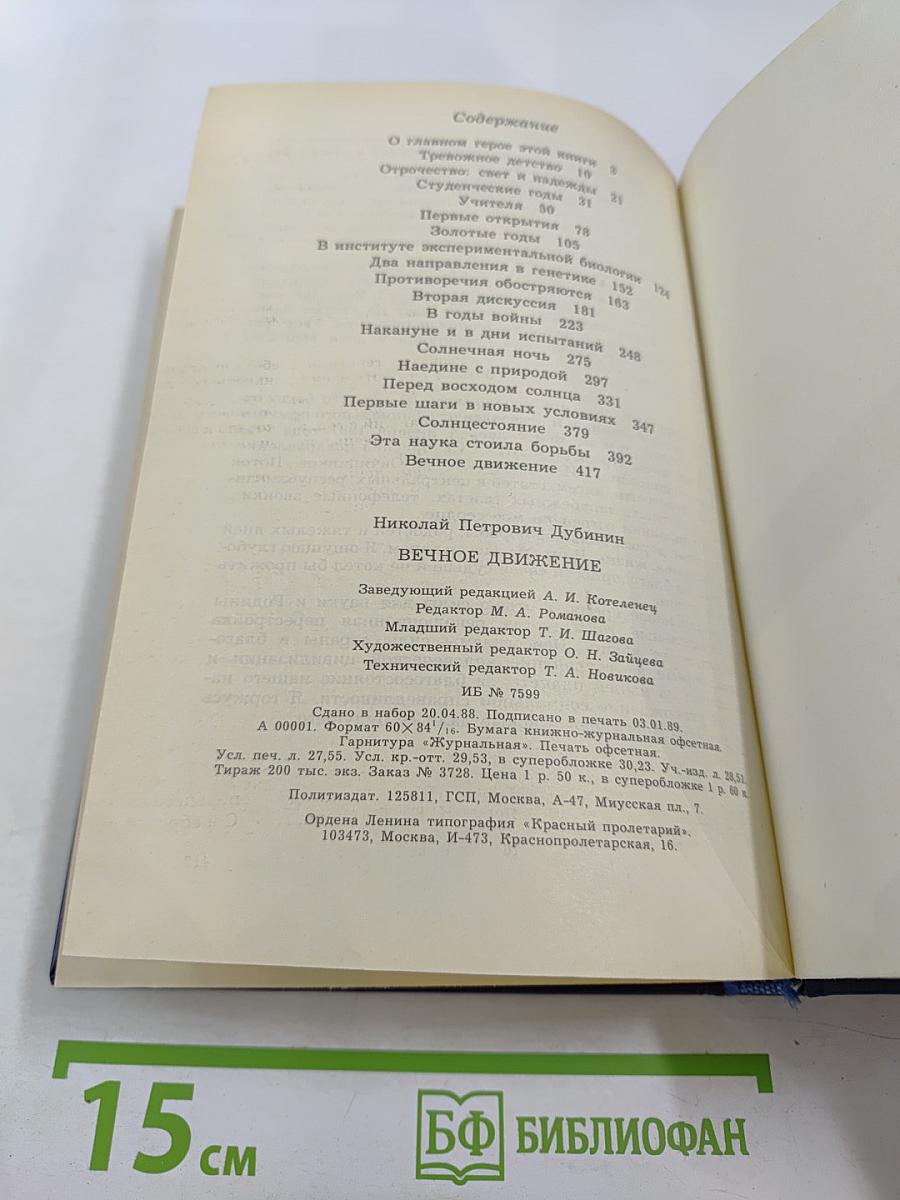 Содержание
О главном герое этой книги 3
Тревожное детство 10
Отрочество: свет и надежды 21
Студенческие годы 31
Учителя 50
Первые открытия 78
Золотые годы 105
В институте экспериментальной биологии 124
Два направления в генетике 152
Противоречия обостряются 163
Вторая дискуссия 181
В годы войны 223
Накануне и в дни испытаний 248
Солнечная ночь 275
Наедине с природой 297
Перед восходом солнца 331
Первые шаги в новых условиях 347
Солнцестояние 379
Эта наука стоила борьбы 392
Вечное движение 417
Николай Петрович Дубинин
ВЕЧНОЕ ДВИЖЕНИЕ
Заведующий редакцией А. И. Котеленец
Редактор М. А. Романова
Младший редактор Т. И. Шагова
Художественный редактор О. Н. Зайцева
Технический редактор Т. А. Новикова
ИБ № 7599
Сдано в набор 20.04.88. Подписано в печать 03.01.89.
А 00001. Формат 60×84 1/16. Бумага книжно-журнальная офсетная.
Гарнитура «Журнальная». Печать офсетная.
Усл. печ. л. 27,55. Усл. кр.-отт. 29,53, в суперобложке 30,23. Уч.-изд. л. 28,51.
Тираж 200 тыс. экз. Заказ № 3728. Цена 1 р. 50 к., в суперобложке 1 р. 60 к.
Политиздат. 125811, ГСП, Москва, А-47, Миусская пл., 7.
Ордена Ленина типография «Красный пролетарий».
103473, Москва, И-473, Краснопролетарская, 16.
15 см
БФ БИБЛИОФАН